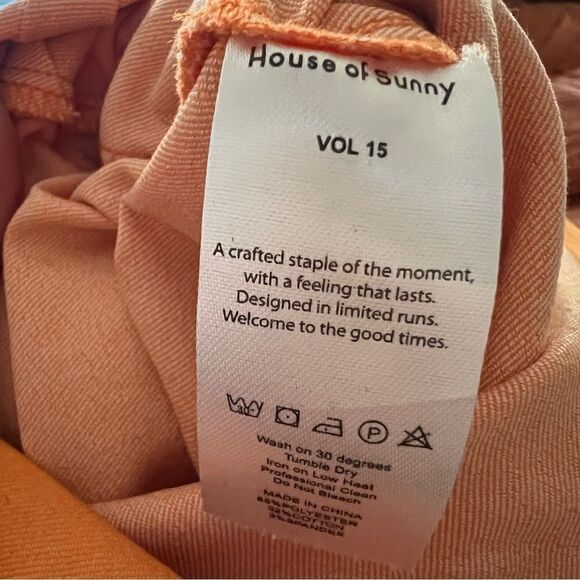 House of Sunny
VOL 15
A crafted staple of the moment,
with a feeling that lasts.
Designed in limited runs.
Welcome to the good times.
P
Wash on 30 degrees
Tumble Dry
Iron on Low Heat
Professional Clean
Do Not Bleach
MADE IN CHINA
POLYESTER
COTTON
3%SPANDEX